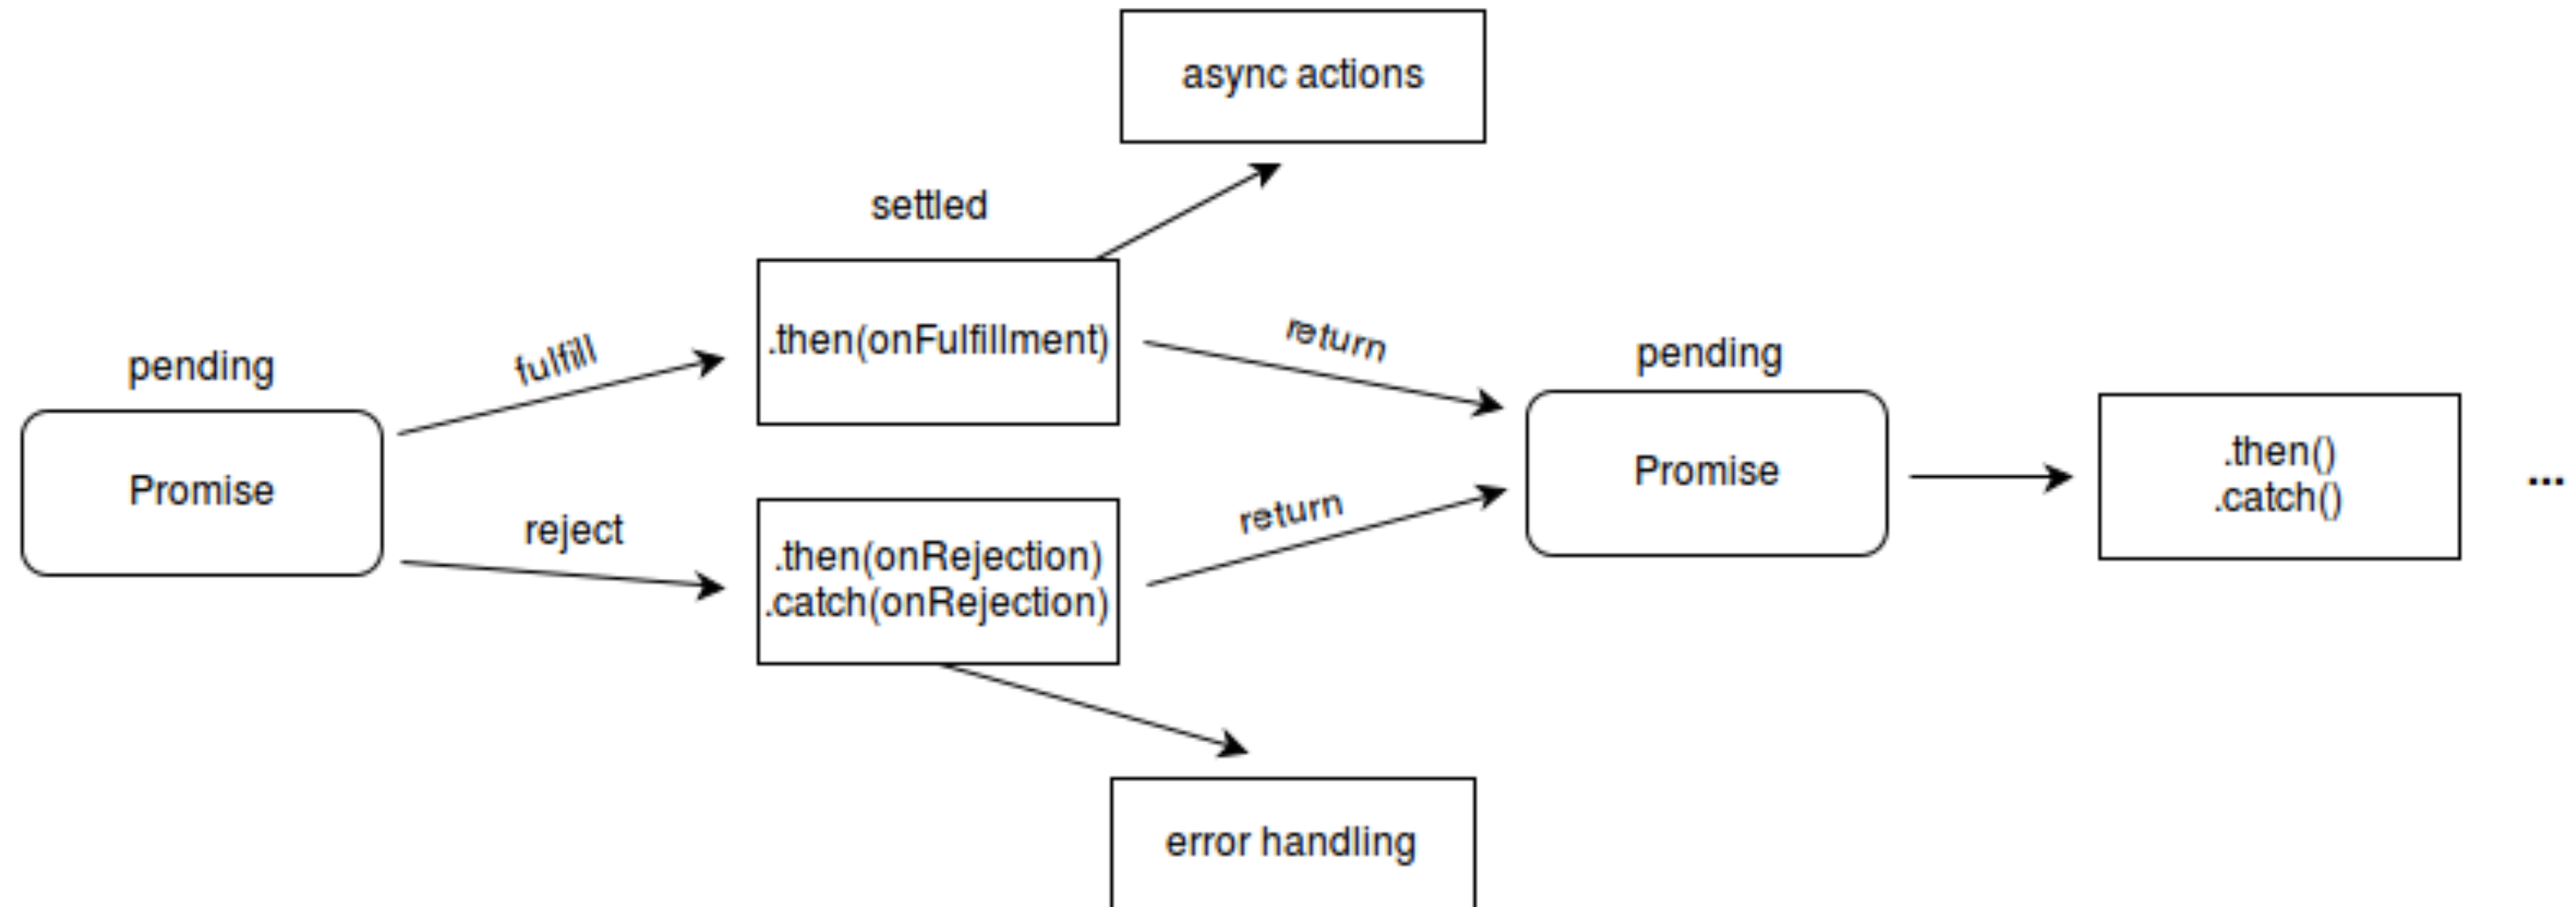 async actions
settled
.then(onFulfillment)
fulfill
return
pending
pending
Promise
Promise
.then()
.catch()
...
reject
return
.then(onRejection)
.catch(onRejection)
error handling